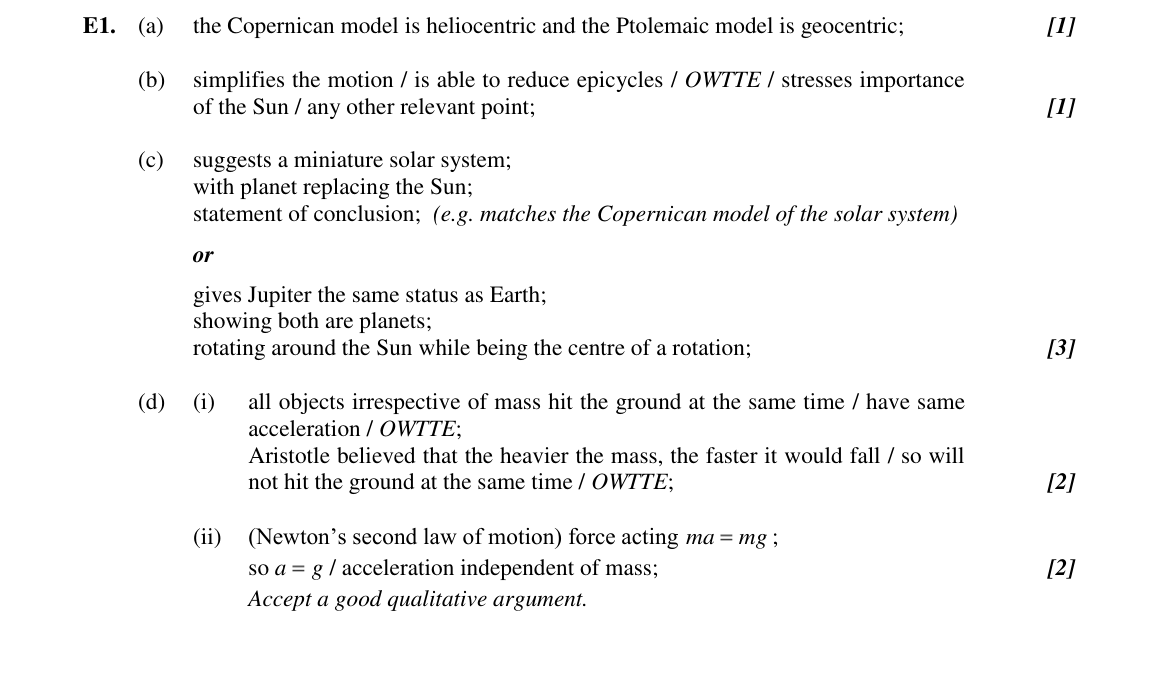 E1. (a) the Copernican model is heliocentric and the Ptolemaic model is geocentric; [1]
(b) simplifies the motion / is able to reduce epicycles / OWTTE / stresses importance
of the Sun / any other relevant point; [1]
(c) suggests a miniature solar system;
with planet replacing the Sun;
statement of conclusion; (e.g. matches the Copernican model of the solar system)
or
gives Jupiter the same status as Earth;
showing both are planets;
rotating around the Sun while being the centre of a rotation; [3]
(d) (i) all objects irrespective of mass hit the ground at the same time / have same
acceleration / OWTTE;
Aristotle believed that the heavier the mass, the faster it would fall / so will
not hit the ground at the same time / OWTTE; [2]
(ii) (Newton's second law of motion) force acting ma = mg ;
so a = g / acceleration independent of mass; [2]
Accept a good qualitative argument.